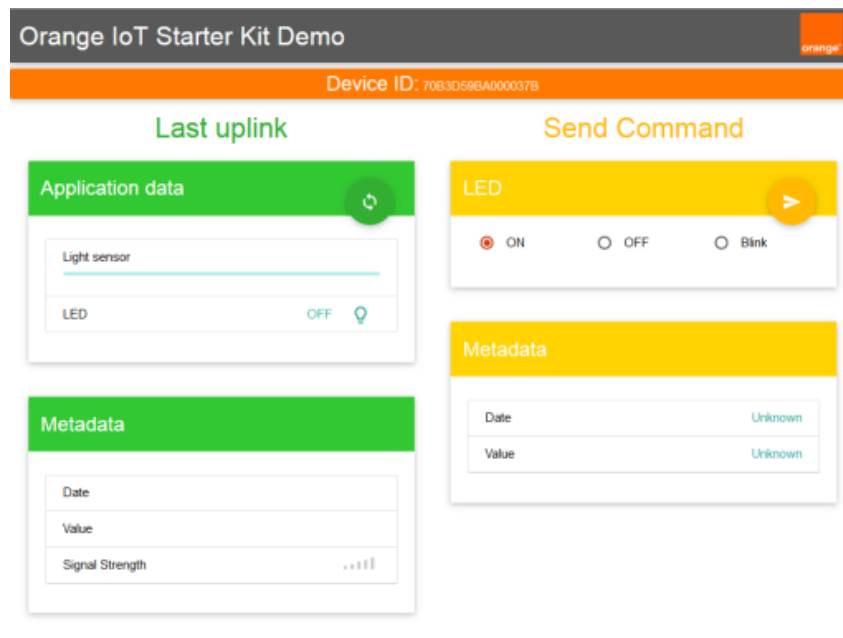 Orange IoT Starter Kit Demo
orange
Device ID: 70B3D59BA000037B
Last uplink
Application data
Light sensor
LED OFF
Metadata
Date
Value
Signal Strength
Send Command
LED
ON OFF Blink
Metadata
Date Unknown
Value Unknown